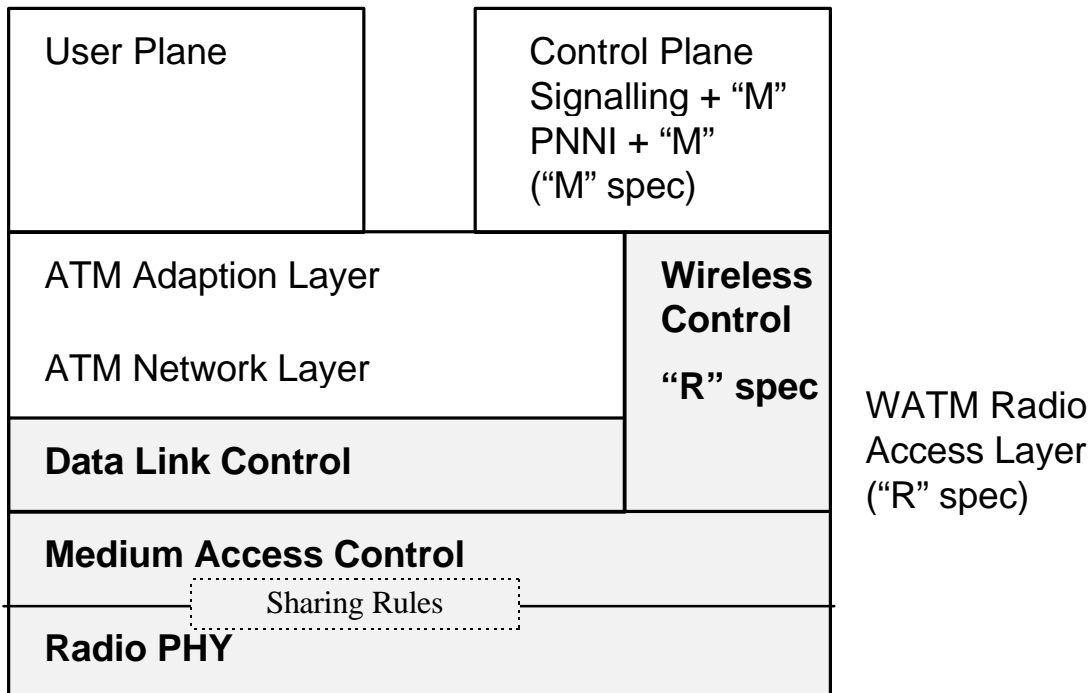 User Plane
Control Plane
Signalling + “M”
PNNI + “M”
(“M” spec)
ATM Adaption Layer
ATM Network Layer
Wireless
Control
“R” spec
Data Link Control
WATM Radio
Access Layer
(“R” spec)
Medium Access Control
Sharing Rules
Radio PHY